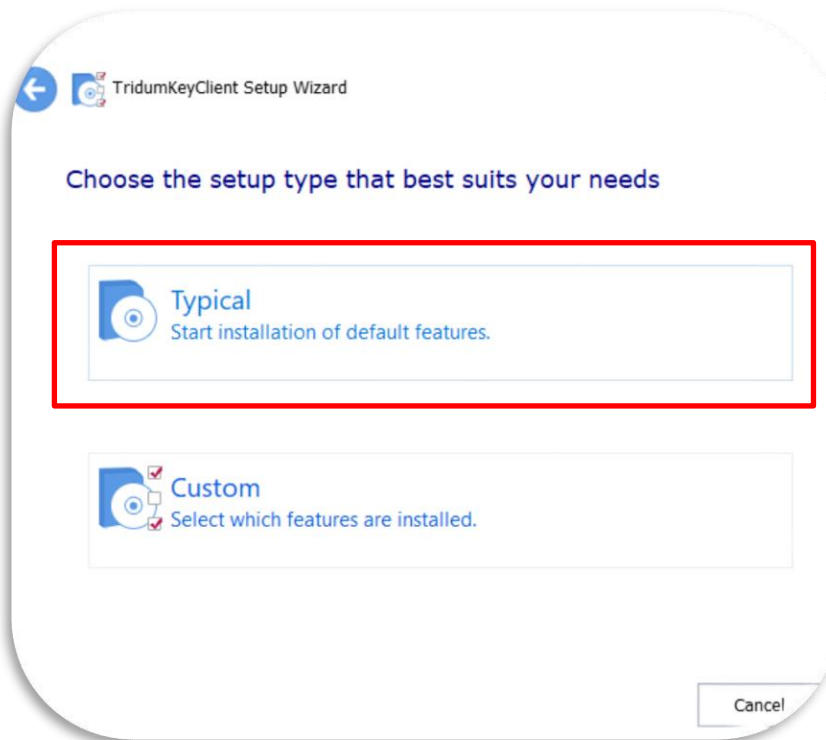 TridumKeyClient Setup Wizard
Choose the setup type that best suits your needs
Typical
Start installation of default features.
Custom
Select which features are installed.
Cancel